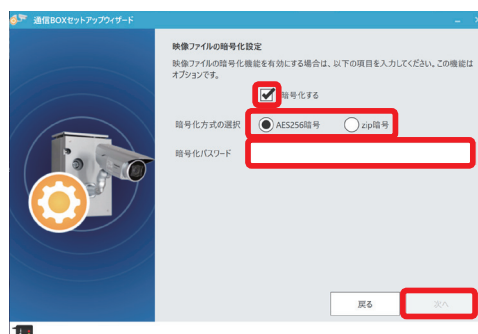 通信BOXセットアップウィザード
映像ファイルの暗号化設定
映像ファイルの暗号化機能を有効にする場合は、以下の項目を入力してください。この機能は
オプションです。
暗号化する
暗号化方式の選択 AES256暗号 zip暗号
暗号化パスワード
戻る 次へ